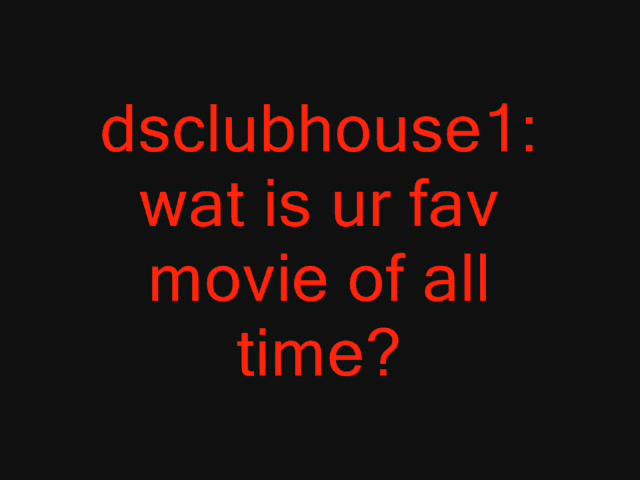 dsclubhouse1:
wat is ur fav
movie of all
time?